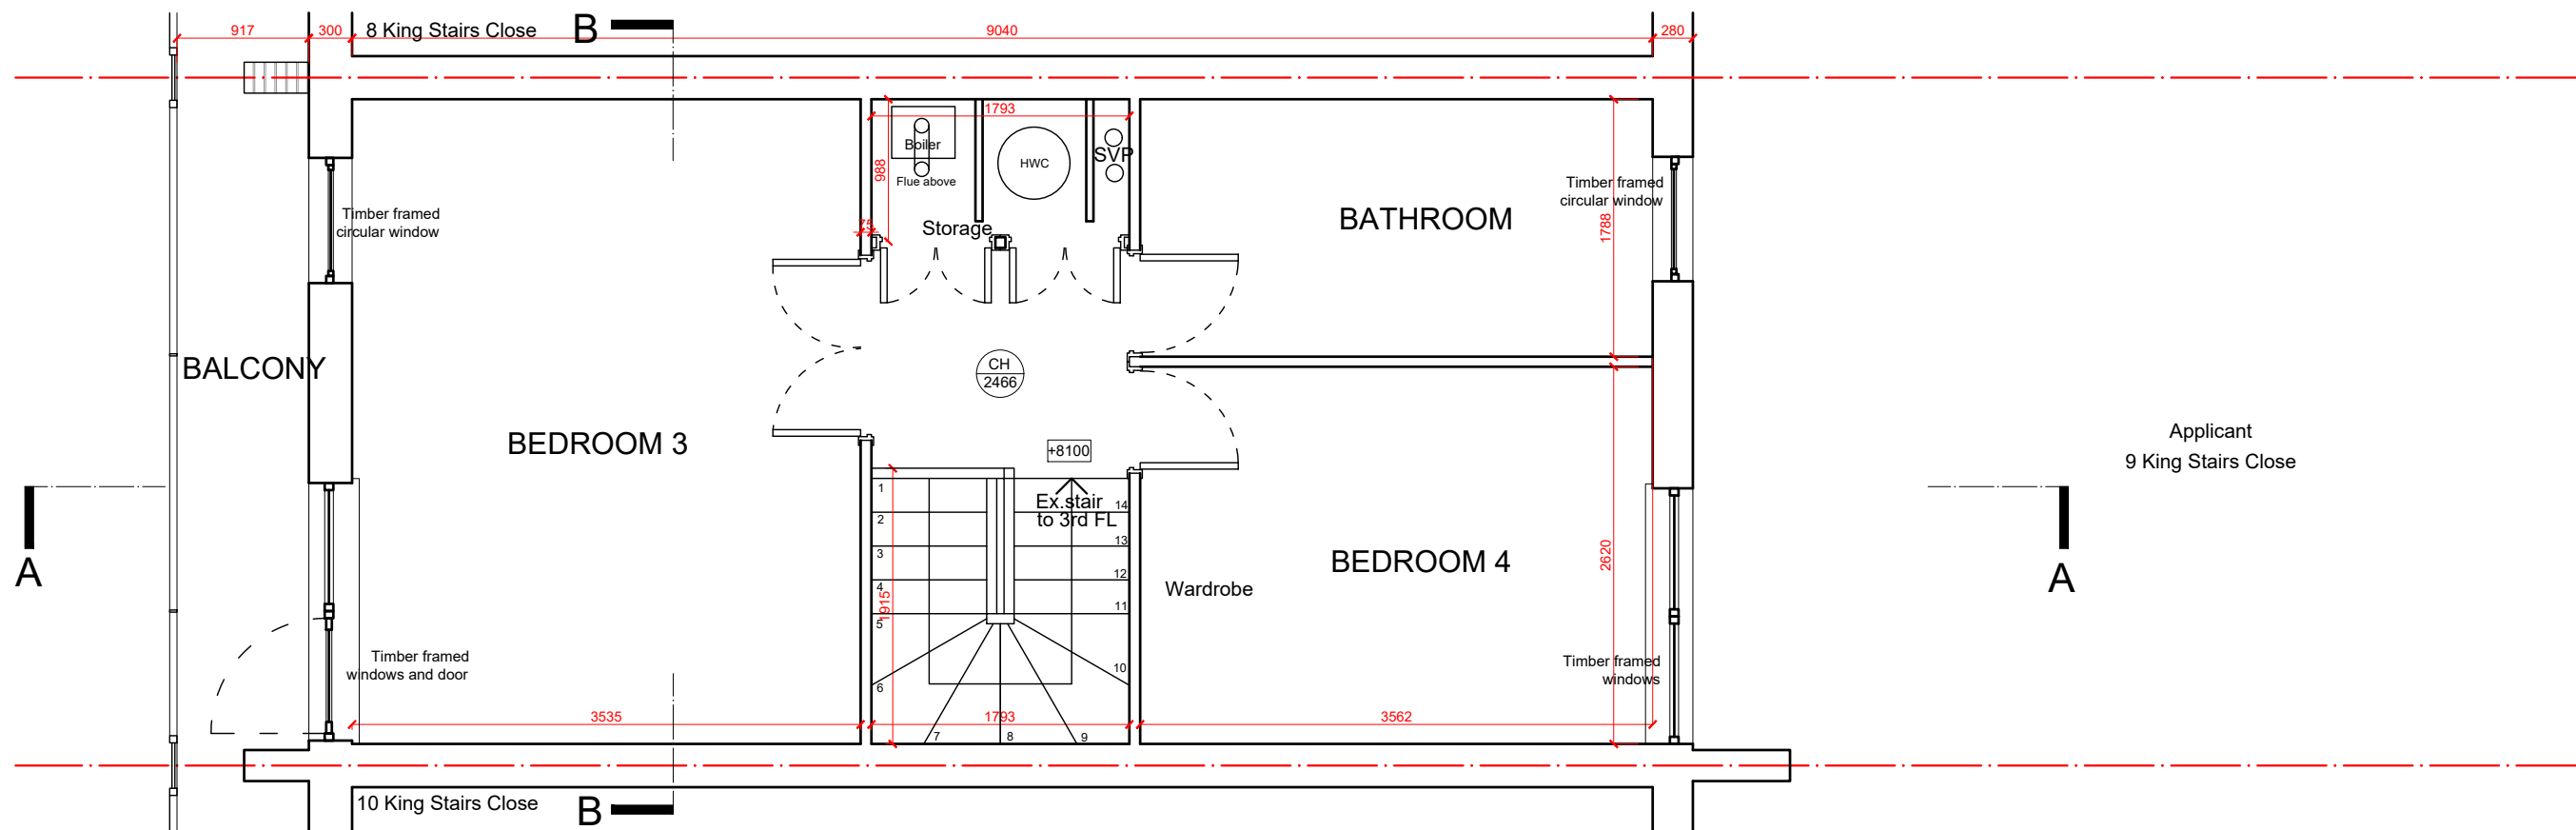 917
300
8 King Stairs Close
B
9040
280
1793
988
Boiler
Flue above
HWC
SVP
75
Storage
Timber framed
circular window
BATHROOM
Timber framed
circular window
1788
BALCONY
CH
2466
BEDROOM 3
+8100
Applicant
9 King Stairs Close
Ex.stair
to 3rd FL
1
2
3
4
5
6
7
8
9
10
11
12
13
14
1915
A
A
Wardrobe
BEDROOM 4
2620
Timber framed
windows and door
Timber framed
windows
3535
1793
3562
10 King Stairs Close
B